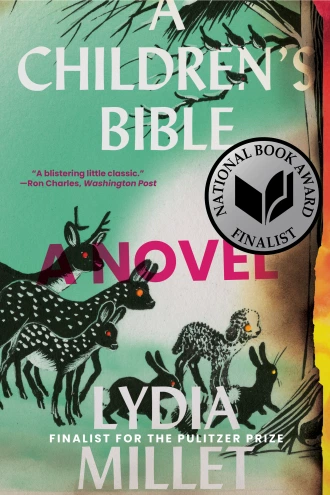 A
CHILDREN'S
BIBLE
"A blistering little classic."
—Ron Charles, Washington Post
NATIONAL BOOK AWARD
FINALIST
A NOVEL
LYDIA
FINALIST FOR THE PULITZER PRIZE
MILLET